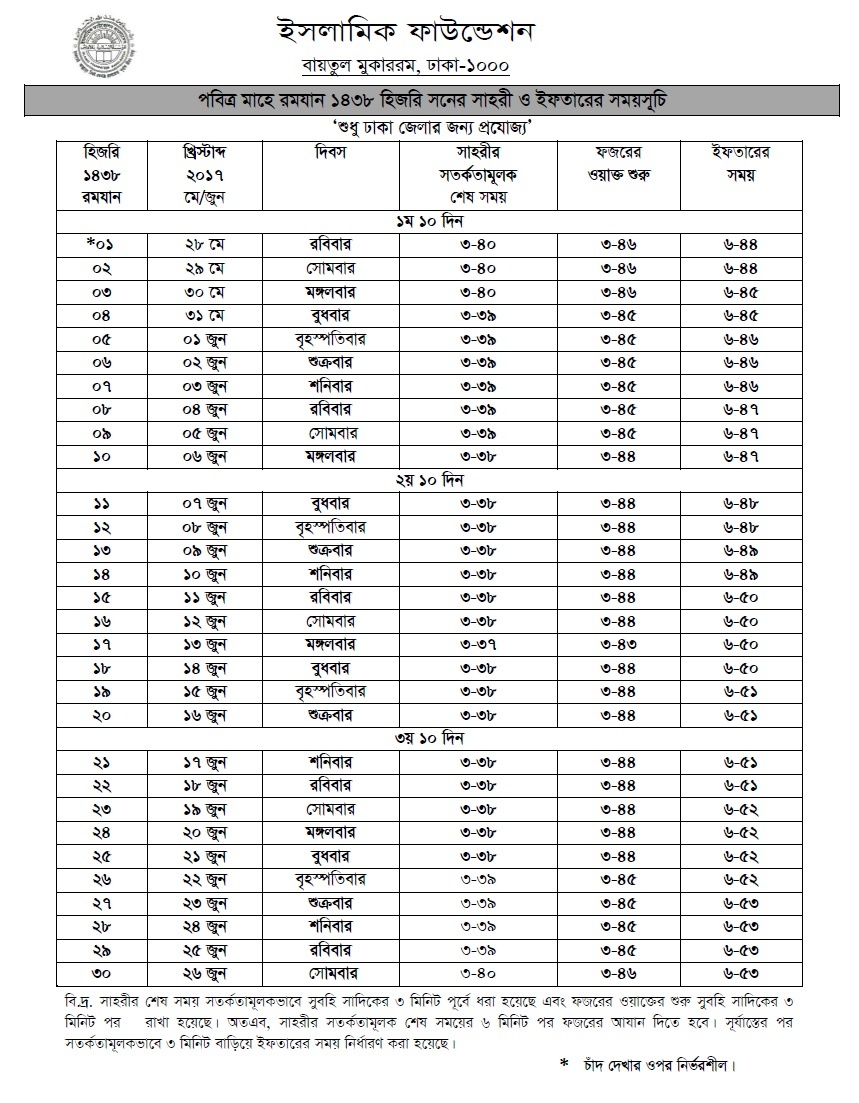 ইসলামিক ফাউন্ডেশন
বায়তুল মুকাররম, ঢাকা-১০০০
পবিত্র মাহে রমযান ১৪৩৮ হিজরি সনের সাহরী ও ইফতারের সময়সূচি
‘শুধু ঢাকা জেলার জন্য প্রযোজ্য’
হিজরি ১৪৩৮ রমযান খ্রিস্টাব্দ ২০১৭ মে/জুন দিবস সাহরীর সতর্কতামূলক শেষ সময় ফজরের ওয়াক্ত শুরু ইফতারের সময়
১ম ১০ দিন
*০১ ২৮ মে রবিবার ৩-৪০ ৩-৪৬ ৬-৪৪
০২ ২৯ মে সোমবার ৩-৪০ ৩-৪৬ ৬-৪৪
০৩ ৩০ মে মঙ্গলবার ৩-৪০ ৩-৪৬ ৬-৪৫
০৪ ৩১ মে বুধবার ৩-৩৯ ৩-৪৫ ৬-৪৫
০৫ ০১ জুন বৃহস্পতিবার ৩-৩৯ ৩-৪৫ ৬-৪৬
০৬ ০২ জুন শুক্রবার ৩-৩৯ ৩-৪৫ ৬-৪৬
০৭ ০৩ জুন শনিবার ৩-৩৯ ৩-৪৫ ৬-৪৬
০৮ ০৪ জুন রবিবার ৩-৩৯ ৩-৪৫ ৬-৪৭
০৯ ০৫ জুন সোমবার ৩-৩৯ ৩-৪৫ ৬-৪৭
১০ ০৬ জুন মঙ্গলবার ৩-৩৮ ৩-৪৪ ৬-৪৭
২য় ১০ দিন
১১ ০৭ জুন বুধবার ৩-৩৮ ৩-৪৪ ৬-৪৮
১২ ০৮ জুন বৃহস্পতিবার ৩-৩৮ ৩-৪৪ ৬-৪৮
১৩ ০৯ জুন শুক্রবার ৩-৩৮ ৩-৪৪ ৬-৪৯
১৪ ১০ জুন শনিবার ৩-৩৮ ৩-৪৪ ৬-৪৯
১৫ ১১ জুন রবিবার ৩-৩৮ ৩-৪৪ ৬-৫০
১৬ ১২ জুন সোমবার ৩-৩৮ ৩-৪৪ ৬-৫০
১৭ ১৩ জুন মঙ্গলবার ৩-৩৭ ৩-৪৩ ৬-৫০
১৮ ১৪ জুন বুধবার ৩-৩৮ ৩-৪৪ ৬-৫০
১৯ ১৫ জুন বৃহস্পতিবার ৩-৩৮ ৩-৪৪ ৬-৫১
২০ ১৬ জুন শুক্রবার ৩-৩৮ ৩-৪৪ ৬-৫১
৩য় ১০ দিন
২১ ১৭ জুন শনিবার ৩-৩৮ ৩-৪৪ ৬-৫১
২২ ১৮ জুন রবিবার ৩-৩৮ ৩-৪৪ ৬-৫১
২৩ ১৯ জুন সোমবার ৩-৩৮ ৩-৪৪ ৬-৫২
২৪ ২০ জুন মঙ্গলবার ৩-৩৮ ৩-৪৪ ৬-৫২
২৫ ২১ জুন বুধবার ৩-৩৮ ৩-৪৪ ৬-৫২
২৬ ২২ জুন বৃহস্পতিবার ৩-৩৯ ৩-৪৫ ৬-৫২
২৭ ২৩ জুন শুক্রবার ৩-৩৯ ৩-৪৫ ৬-৫৩
২৮ ২৪ জুন শনিবার ৩-৩৯ ৩-৪৫ ৬-৫৩
২৯ ২৫ জুন রবিবার ৩-৩৯ ৩-৪৫ ৬-৫৩
৩০ ২৬ জুন সোমবার ৩-৪০ ৩-৪৬ ৬-৫৩
বি.দ্র. সাহরীর শেষ সময় সতর্কতামূলকভাবে সুবহি সাদিকের ৩ মিনিট পূর্বে ধরা হয়েছে এবং ফজরের ওয়াক্তের শুরু সুবহি সাদিকের ৩
মিনিট পর রাখা হয়েছে। অতএব, সাহরীর সতর্কতামূলক শেষ সময়ের ৬ মিনিট পর ফজরের আযান দিতে হবে। সূর্যাস্তের পর
সতর্কতামূলকভাবে ৩ মিনিট বাড়িয়ে ইফতারের সময় নির্ধারণ করা হয়েছে।
* চাঁদ দেখার ওপর নির্ভরশীল।